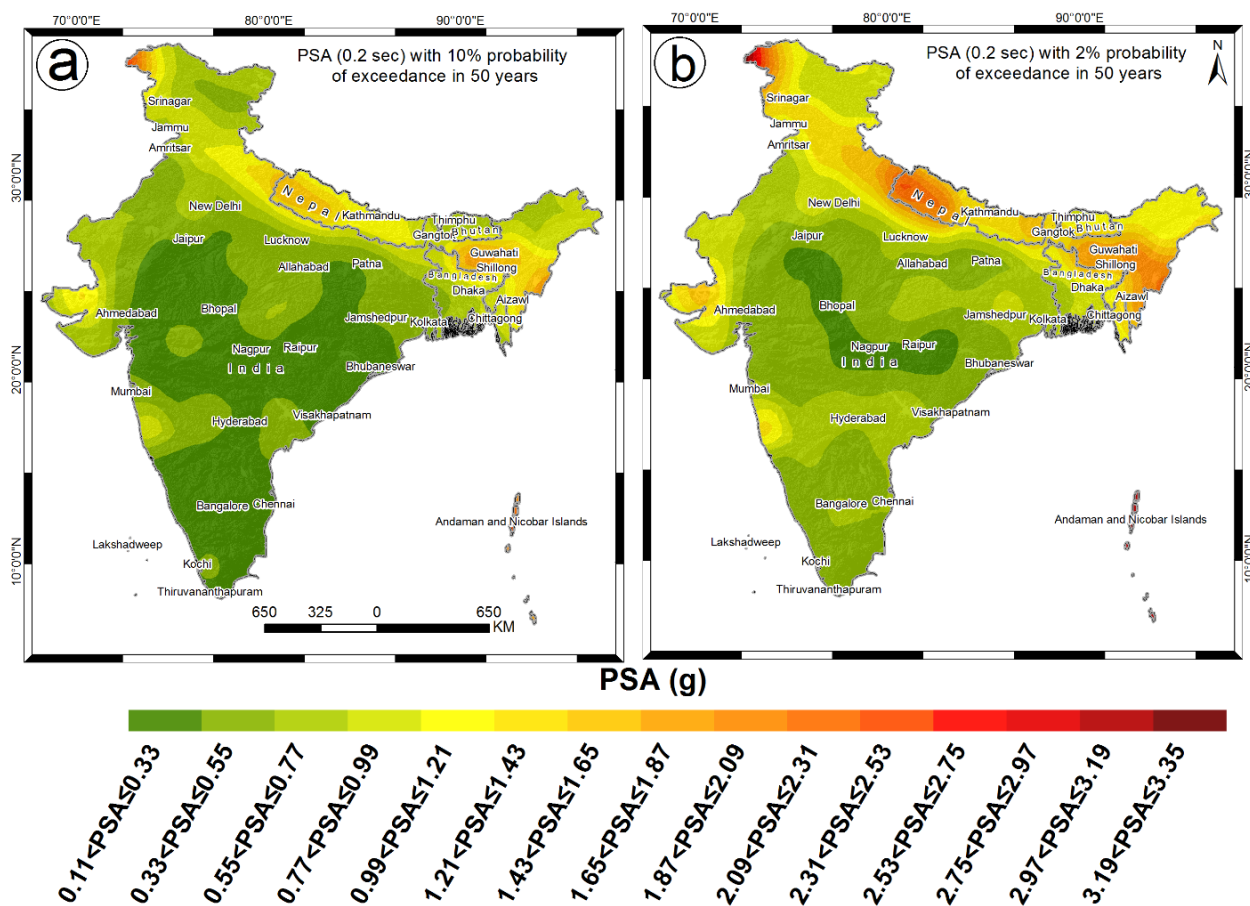 70°0'0"E 80°0'0"E 90°0'0"E
70°0'0"E 80°0'0"E 90°0'0"E
a
PSA (0.2 sec) with 10% probability
of exceedance in 50 years
Srinagar
Jammu
Amritsar
New Delhi
Nepal
Kathmandu
Thimphu
Gangtok
Bhutan
Jaipur
Lucknow
Guwahati
Allahabad
Patna
Shillong
Bangladesh
Dhaka
Aizawl
Ahmedabad
Bhopal
Jamshedpur
Kolkata
Chittagong
Nagpur
Raipur
India
Bhubaneswar
Mumbai
Hyderabad
Visakhapatnam
Bangalore
Chennai
Andaman and Nicobar Islands
Lakshadweep
Kochi
Thiruvananthapuram
650 325 0 650
KM
30°0'0"N
20°0'0"N
10°0'0"N
b
PSA (0.2 sec) with 2% probability
of exceedance in 50 years
N
Srinagar
Jammu
Amritsar
New Delhi
Nepal
Kathmandu
Thimphu
Gangtok
Bhutan
Jaipur
Lucknow
Guwahati
Allahabad
Patna
Shillong
Bangladesh
Dhaka
Aizawl
Ahmedabad
Bhopal
Jamshedpur
Kolkata
Chittagong
Nagpur
Raipur
India
Bhubaneswar
Mumbai
Hyderabad
Visakhapatnam
Bangalore
Chennai
Andaman and Nicobar Islands
Lakshadweep
Kochi
Thiruvananthapuram
30°0'0"N
20°0'0"N
10°0'0"N
PSA (g)
0.11<PSA≤0.33
0.33<PSA≤0.55
0.55<PSA≤0.77
0.77<PSA≤0.99
0.99<PSA≤1.21
1.21<PSA≤1.43
1.43<PSA≤1.65
1.65<PSA≤1.87
1.87<PSA≤2.09
2.09<PSA≤2.31
2.31<PSA≤2.53
2.53<PSA≤2.75
2.75<PSA≤2.97
2.97<PSA≤3.19
3.19<PSA≤3.35